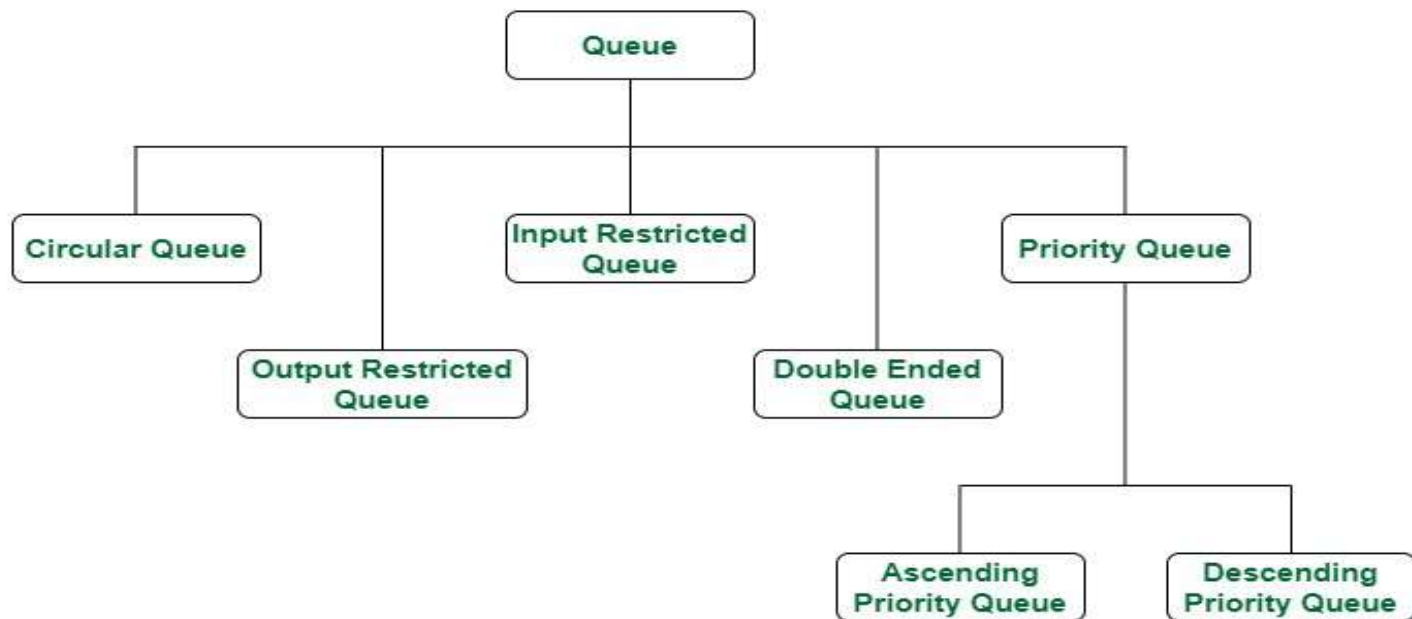 Queue
Circular Queue
Input Restricted
Queue
Priority Queue
Output Restricted
Queue
Double Ended
Queue
Ascending
Priority Queue
Descending
Priority Queue